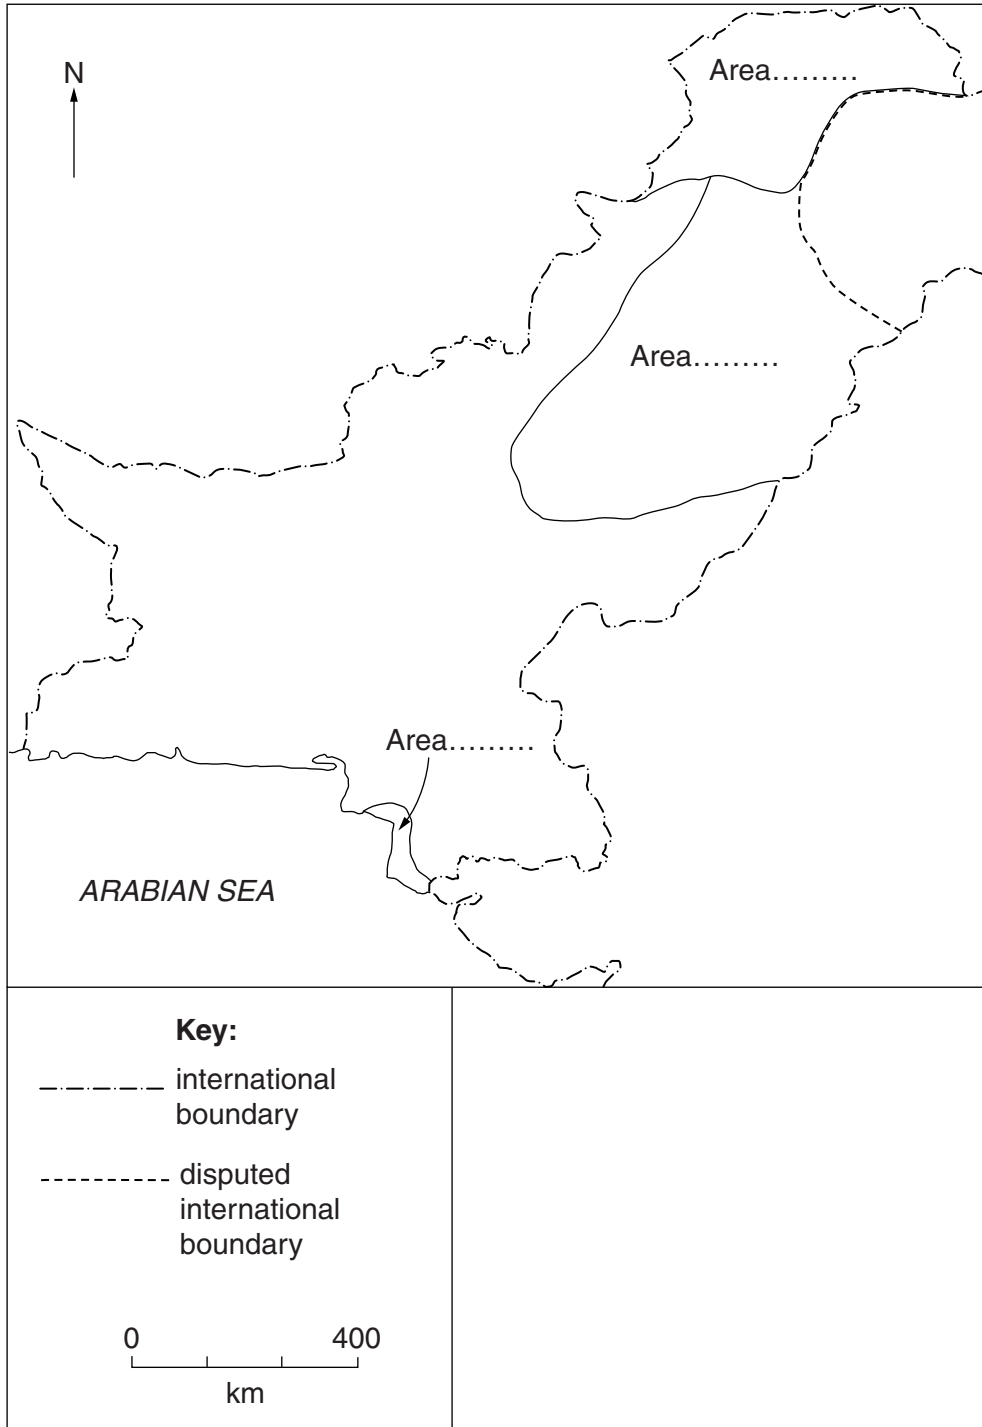 N
Area.........
Area.........
Area.........
ARABIAN SEA
Key:
international
boundary
disputed
international
boundary
0 400
km